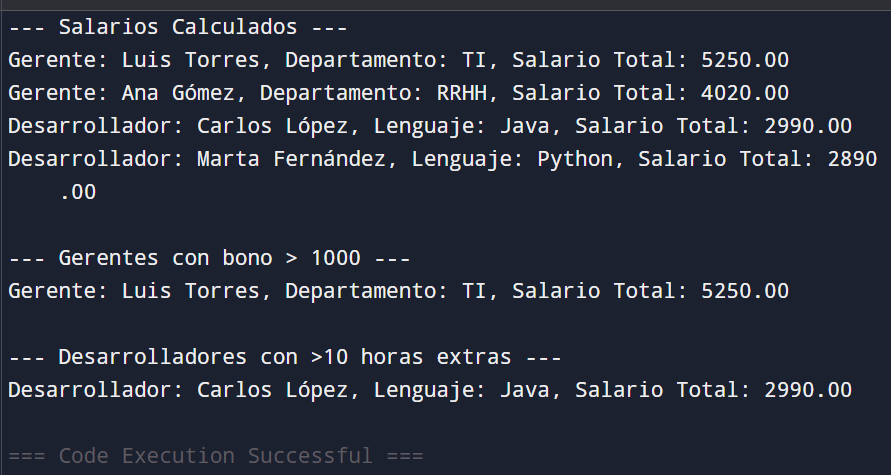 --- Salarios Calculados ---
Gerente: Luis Torres, Departamento: TI, Salario Total: 5250.00
Gerente: Ana Gómez, Departamento: RRHH, Salario Total: 4020.00
Desarrollador: Carlos López, Lenguaje: Java, Salario Total: 2990.00
Desarrollador: Marta Fernández, Lenguaje: Python, Salario Total: 2890
.00
--- Gerentes con bono > 1000 ---
Gerente: Luis Torres, Departamento: TI, Salario Total: 5250.00
--- Desarrolladores con >10 horas extras ---
Desarrollador: Carlos López, Lenguaje: Java, Salario Total: 2990.00
=== Code Execution Successful ===